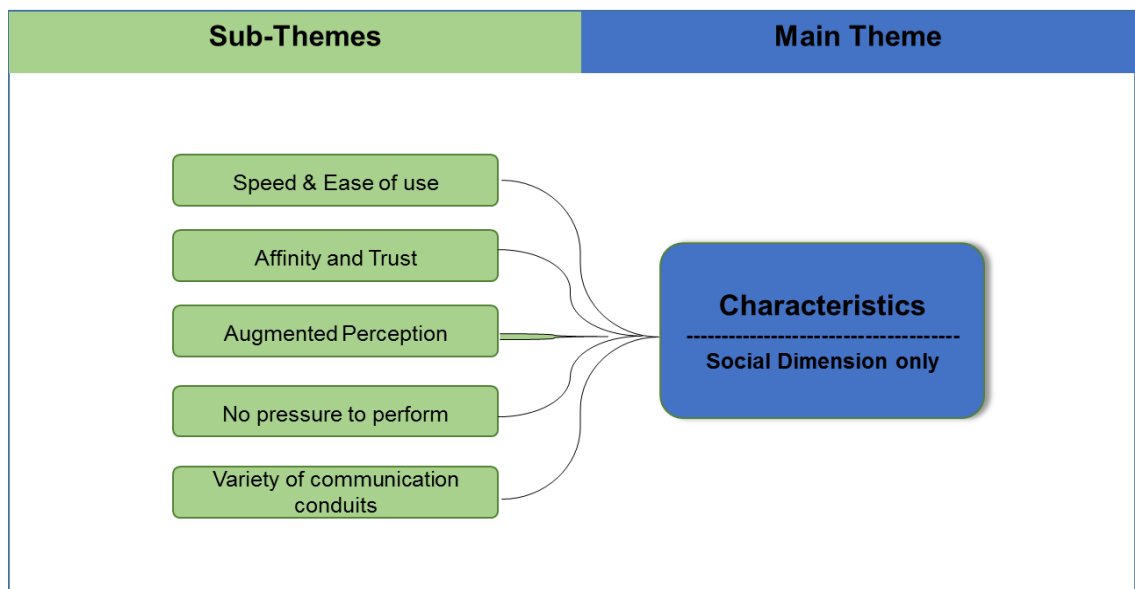 Sub-Themes
Main Theme
Speed & Ease of use
Affinity and Trust
Augmented Perception
No pressure to perform
Variety of communication
conduits
Characteristics
Social Dimension only